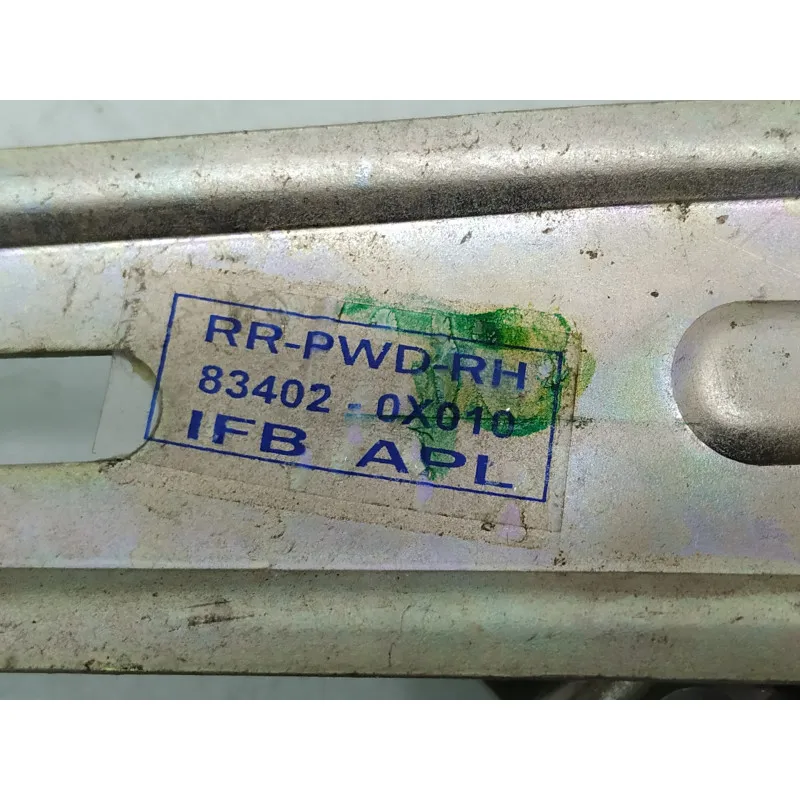 RR-PWD-RH
83402 - 0X010
IFB APL